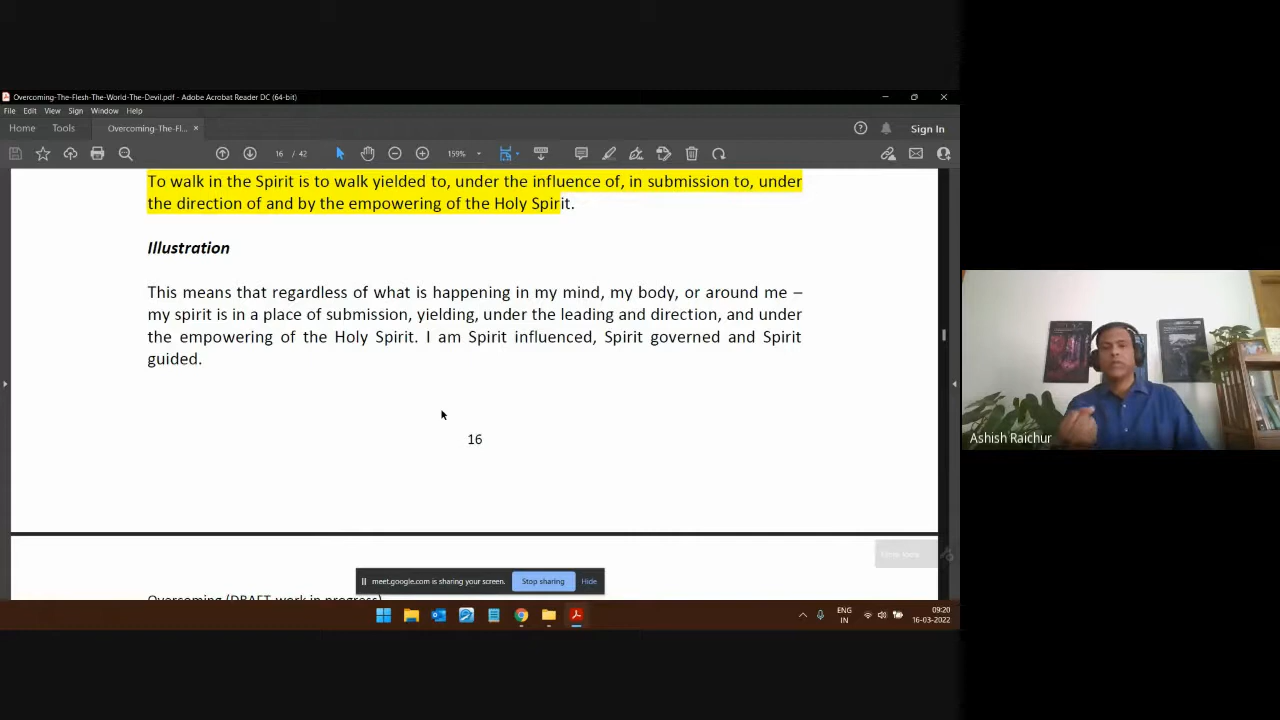 Overcoming-The-Flesh-The-World-The-Devil.pdf - Adobe Acrobat Reader DC (64-bit)
File Edit View Sign Window Help
Home Tools Overcoming-The-Fl... × Sign In
16 / 42 159%
To walk in the Spirit is to walk yielded to, under the influence of, in submission to, under
the direction of and by the empowering of the Holy Spirit.
Illustration
This means that regardless of what is happening in my mind, my body, or around me –
my spirit is in a place of submission, yielding, under the leading and direction, and under
the empowering of the Holy Spirit. I am Spirit influenced, Spirit governed and Spirit
guided.
16
Ashish Raichur
meet.google.com is sharing your screen. Stop sharing Hide
Overcoming (DRAFT-work in progress)
ENG
IN
09:20
16-03-2022